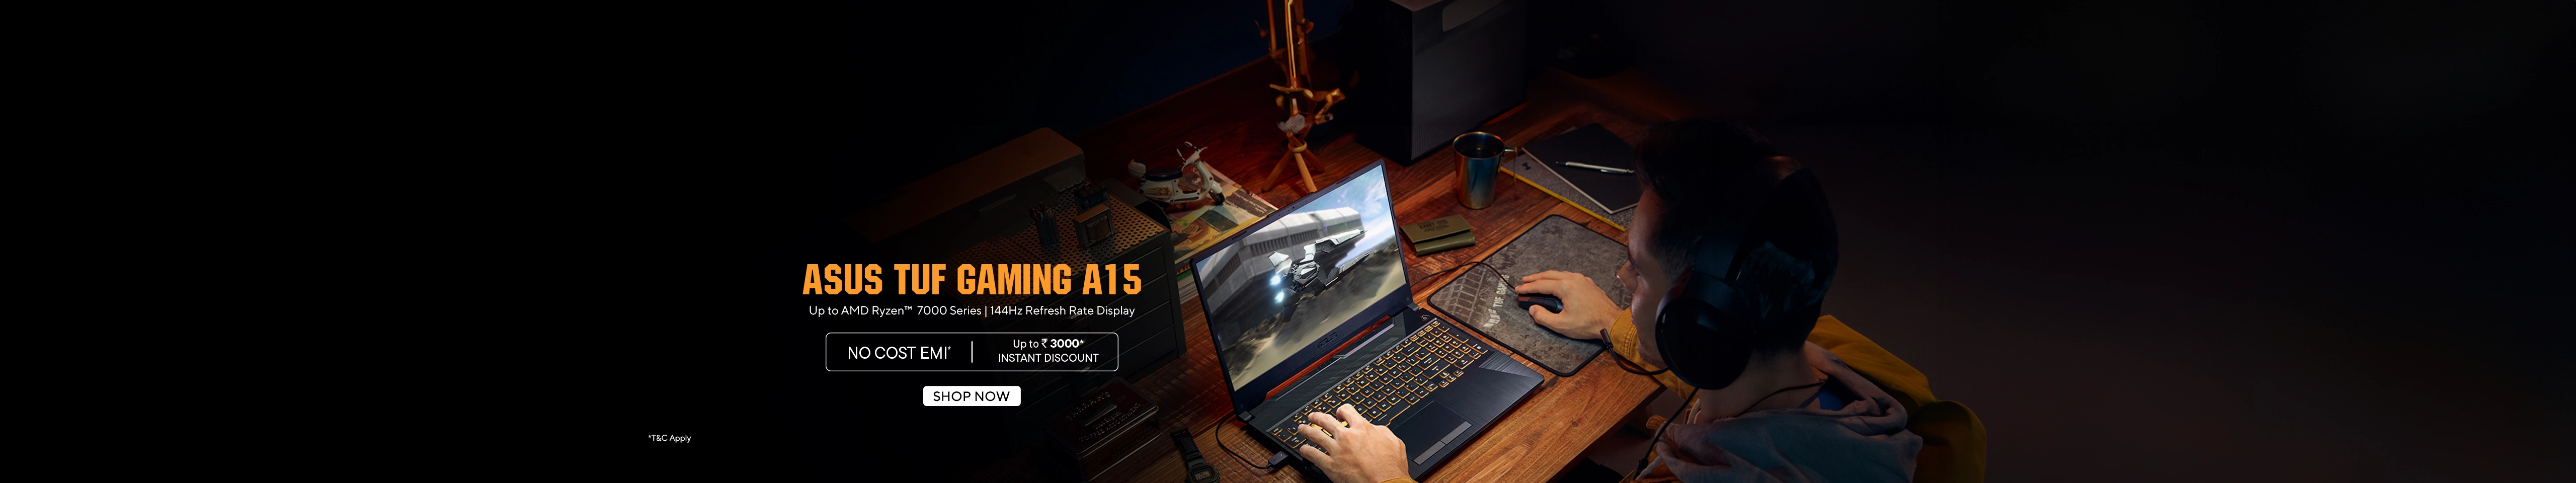 ASUS TUF GAMING A15
Up to AMD Ryzen™ 7000 Series | 144Hz Refresh Rate Display
NO COST EMI* | Up to ₹ 3000*
INSTANT DISCOUNT
SHOP NOW
*T&C Apply